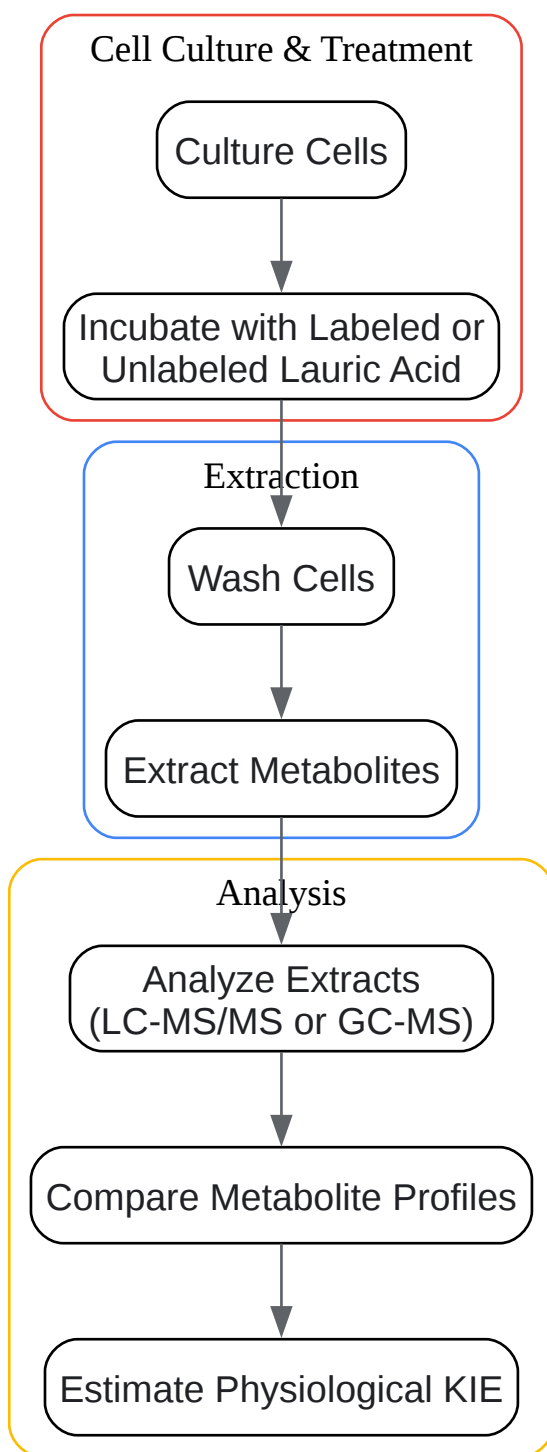 Cell Culture & Treatment
Culture Cells
Incubate with Labeled or
Unlabeled Lauric Acid
Extraction
Wash Cells
Extract Metabolites
Analysis
Analyze Extracts
(LC-MS/MS or GC-MS)
Compare Metabolite Profiles
Estimate Physiological KIE